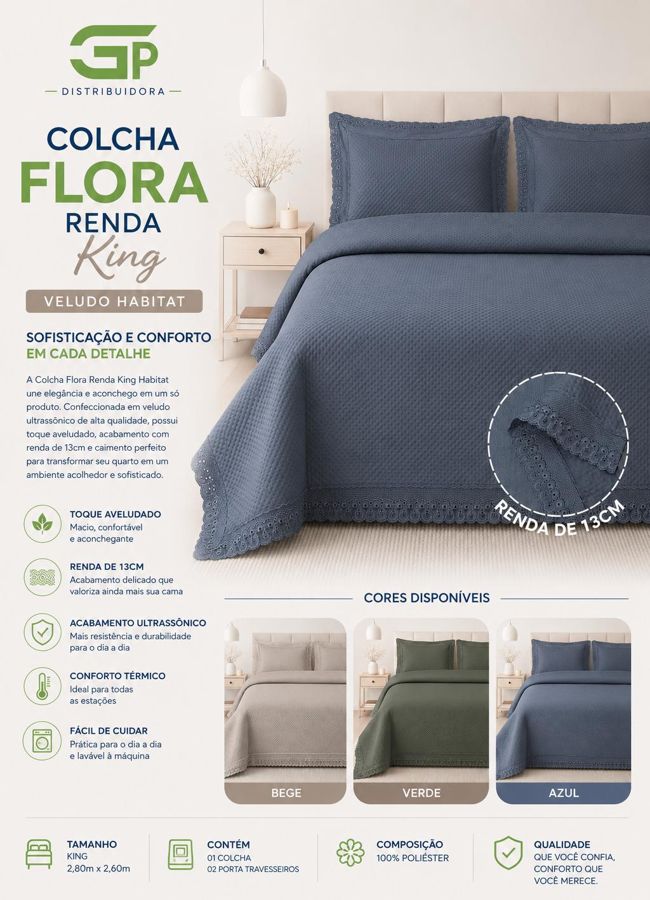 GP
DISTRIBUIDORA
COLCHA
FLORA
RENDA
King
VELUDO HABITAT
SOFISTICAÇÃO E CONFORTO
EM CADA DETALHE
A Colcha Flora Renda King Habitat
une elegância e aconchego em um só
produto. Confeccionada em veludo
ultrassônico de alta qualidade, possui
toque aveludado, acabamento com
renda de 13cm e caimento perfeito
para transformar seu quarto em um
ambiente acolhedor e sofisticado.
TOQUE AVELUDADO
Macio, confortável
e aconchegante
RENDA DE 13CM
Acabamento delicado que
valoriza ainda mais sua cama
ACABAMENTO ULTRASSÔNICO
Mais resistência e durabilidade
para o dia a dia
CONFORTO TÉRMICO
Ideal para todas
as estações
FÁCIL DE CUIDAR
Prática para o dia a dia
e lavável à máquina
RENDA DE 13CM
CORES DISPONÍVEIS
BEGE
VERDE
AZUL
TAMANHO
KING
2,80m x 2,60m
CONTÉM
01 COLCHA
02 PORTA TRAVESSEIROS
COMPOSIÇÃO
100% POLIÉSTER
QUALIDADE
QUE VOCÊ CONFIA,
CONFORTO QUE
VOCÊ MERECE.